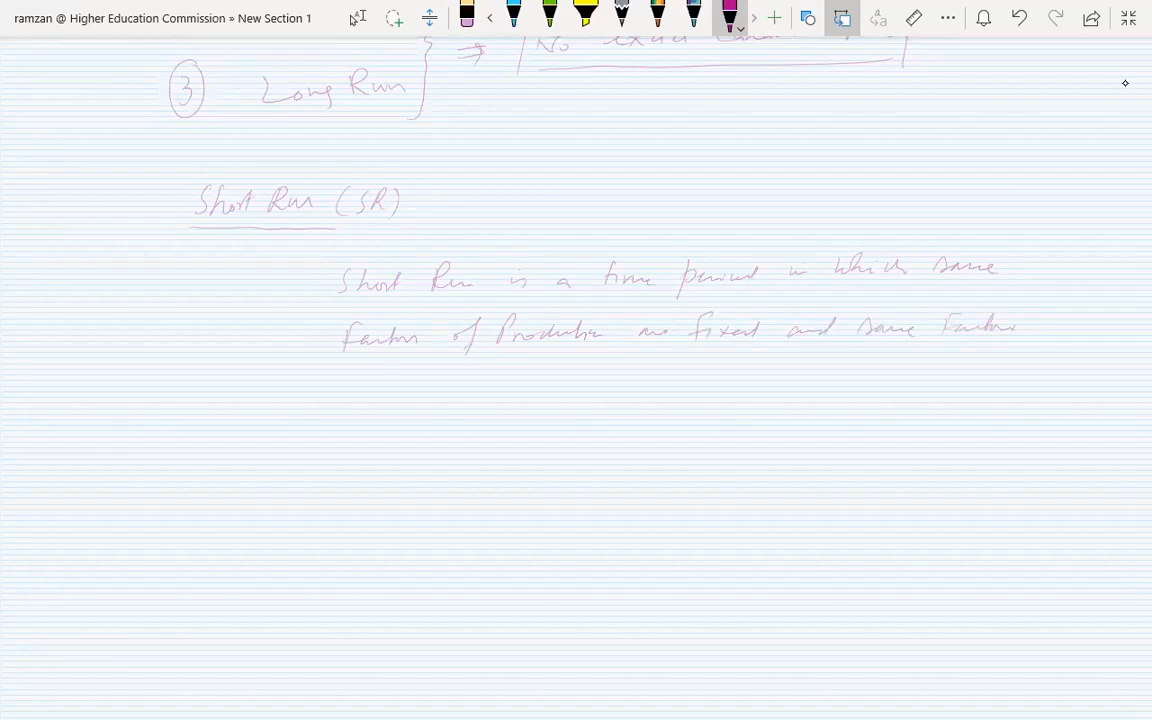 ramzan @ Higher Education Commission » New Section 1
No
③ Long Run
Short Run (SR)
Short Run is a time period in which some
Factors of Production are fixed and some Factors